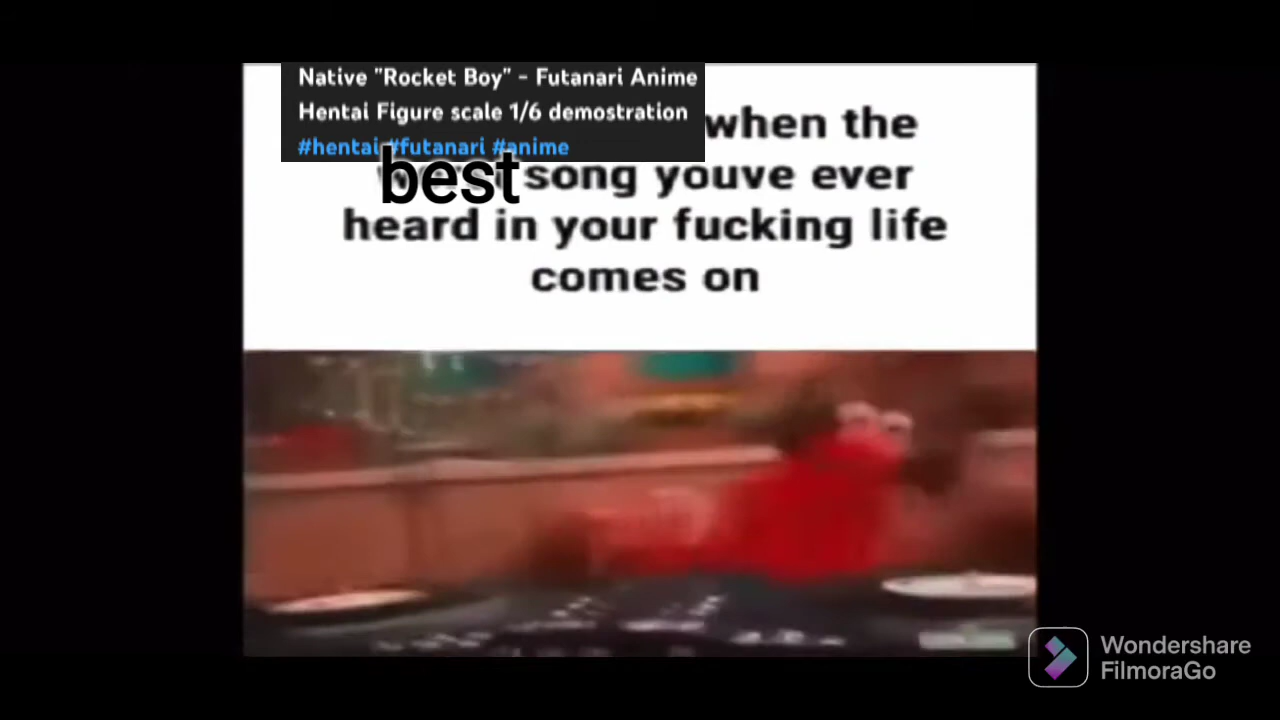 Native "Rocket Boy" - Futanari Anime
Hentai Figure scale 1/6 demostration
#hentai #futanari #anime
when the
best song youve ever
heard in your fucking life
comes on
Wondershare
FilmoraGo